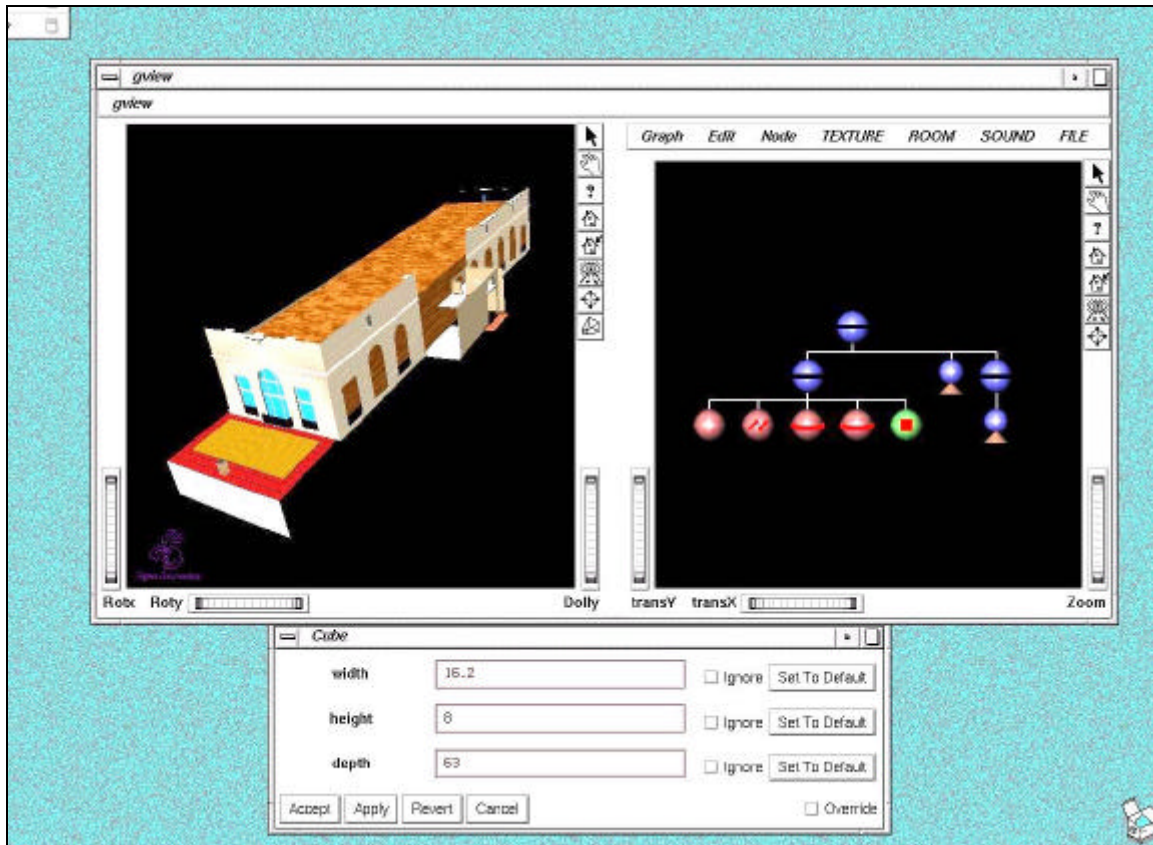 gview
gview
Graph Edit Node TEXTURE ROOM SOUND FILE
?
?
Rotx Roty Dolly
transY transX Zoom
Cube
width 16.2 Ignore Set To Default
height 8 Ignore Set To Default
depth 63 Ignore Set To Default
Accept Apply Revert Cancel Override